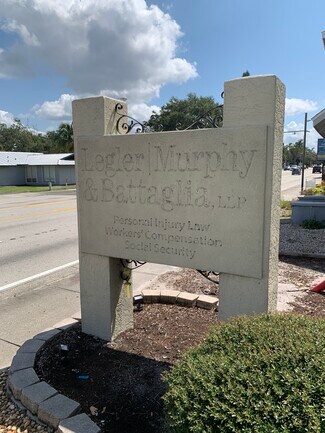 Legler|Murphy
& Battaglia, LLP
Personal Injury Law
Workers' Compensation
Social Security